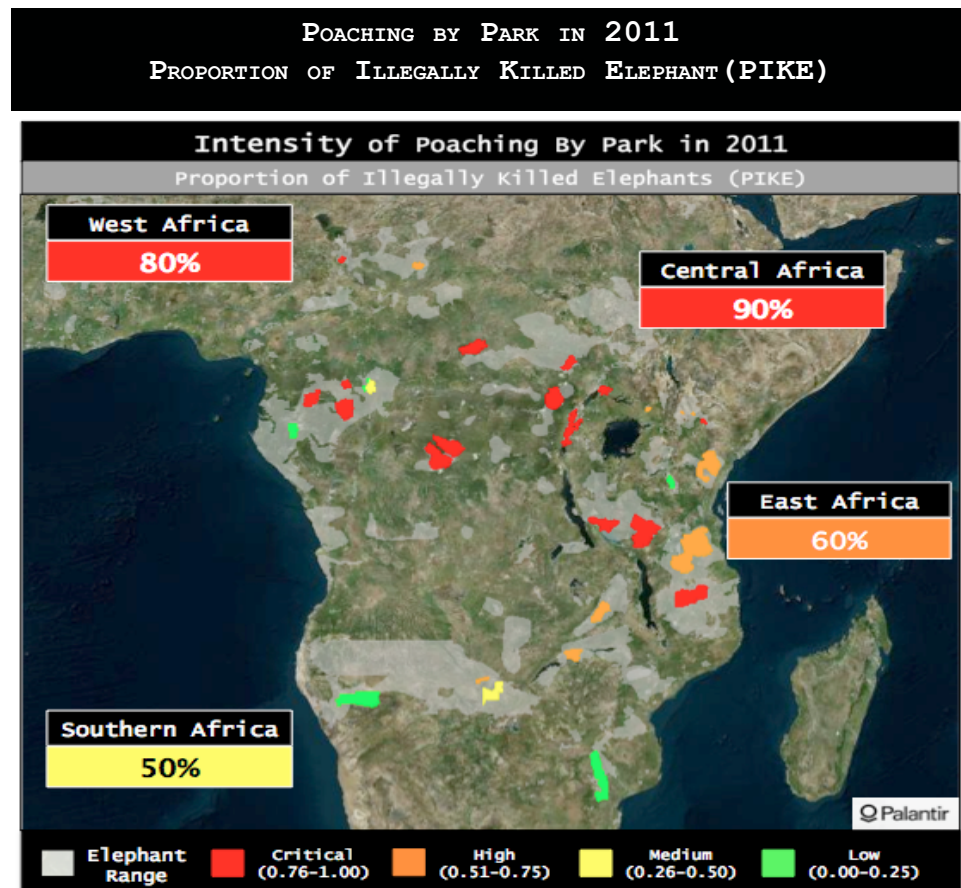 Poaching by Park in 2011
Proportion of Illegally Killed Elephant(PIKE)
Intensity of Poaching By Park in 2011
Proportion of Illegally Killed Elephants (PIKE)
West Africa
80%
Central Africa
90%
East Africa
60%
Southern Africa
50%
Palantir
Elephant Range
Critical (0.76-1.00)
High (0.51-0.75)
Medium (0.26-0.50)
Low (0.00-0.25)